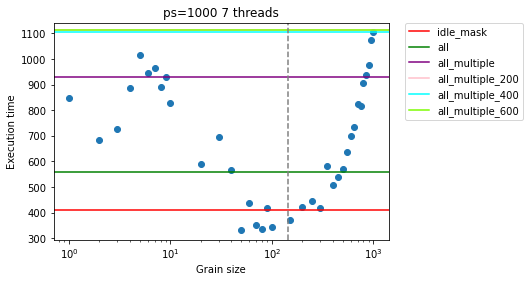 ps=1000 7 threads
Execution time
1100
1000
900
800
700
600
500
400
300
10^0
10^1
10^2
10^3
Grain size
idle_mask
all
all_multiple
all_multiple_200
all_multiple_400
all_multiple_600